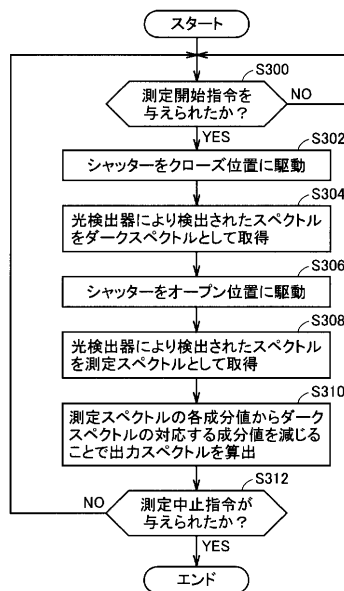 スタート
S300
測定開始指令を
与えられたか?
NO
YES
S302
シャッターをクローズ位置に駆動
S304
光検出器により検出されたスペクトル
をダークスペクトルとして取得
S306
シャッターをオープン位置に駆動
S308
光検出器により検出されたスペクトル
を測定スペクトルとして取得
S310
測定スペクトルの各成分値からダーク
スペクトルの対応する成分値を減じるこ
とで出力スペクトルを算出
S312
NO
測定中止指令が
与えられたか?
YES
エンド